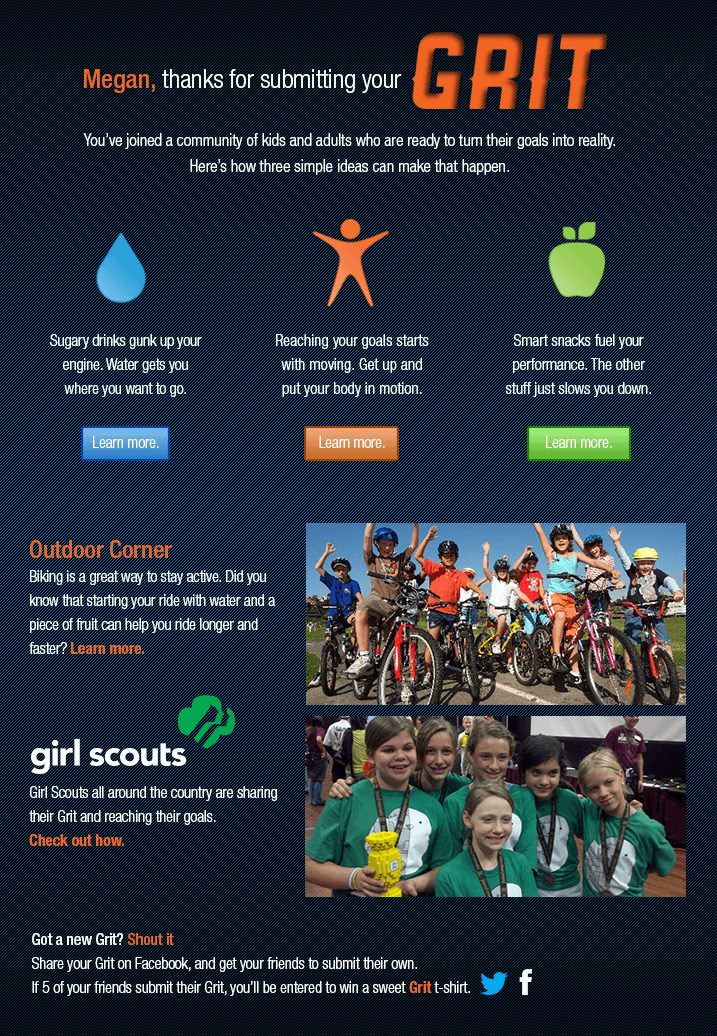 Megan, thanks for submitting your GRIT
You've joined a community of kids and adults who are ready to turn their goals into reality.
Here's how three simple ideas can make that happen.
Sugary drinks gunk up your
engine. Water gets you
where you want to go.
Learn more.
Reaching your goals starts
with moving. Get up and
put your body in motion.
Learn more.
Smart snacks fuel your
performance. The other
stuff just slows you down.
Learn more.
Outdoor Corner
Biking is a great way to stay active. Did you
know that starting your ride with water and a
piece of fruit can help you ride longer and
faster? Learn more.
girl scouts
Girl Scouts all around the country are sharing
their Grit and reaching their goals.
Check out how.
Got a new Grit? Shout it
Share your Grit on Facebook, and get your friends to submit their own.
If 5 of your friends submit their Grit, you'll be entered to win a sweet Grit t-shirt.